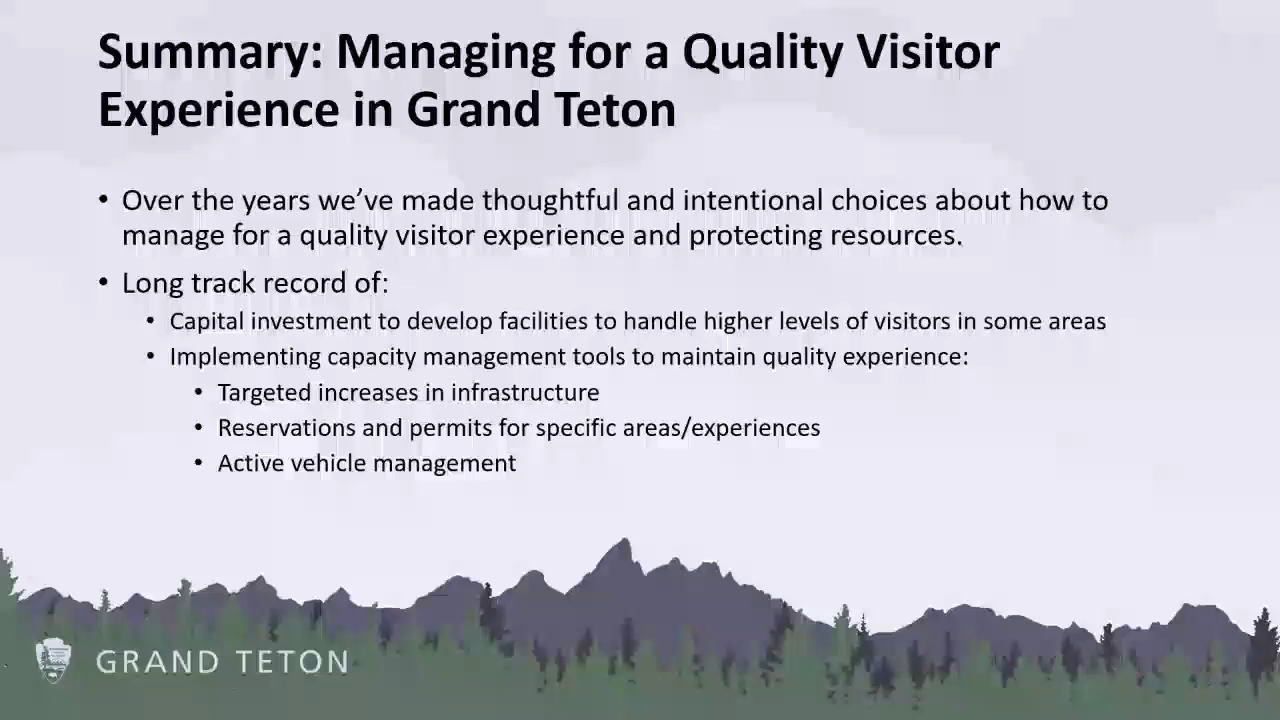 Summary: Managing for a Quality Visitor
Experience in Grand Teton
• Over the years we’ve made thoughtful and intentional choices about how to
manage for a quality visitor experience and protecting resources.
• Long track record of:
• Capital investment to develop facilities to handle higher levels of visitors in some areas
• Implementing capacity management tools to maintain quality experience:
• Targeted increases in infrastructure
• Reservations and permits for specific areas/experiences
• Active vehicle management
GRAND TETON